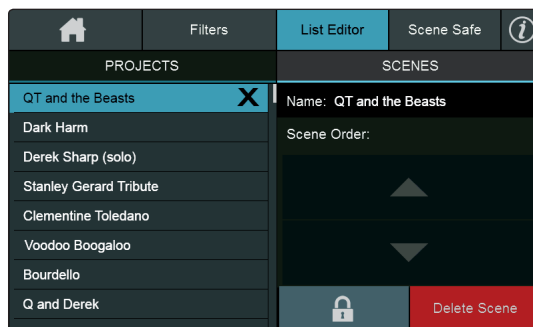 Filters
List Editor
Scene Safe
i
PROJECTS
SCENES
QT and the Beasts X
Dark Harm
Derek Sharp (solo)
Stanley Gerard Tribute
Clementine Toledano
Voodoo Boogaloo
Bourdello
Q and Derek
Name: QT and the Beasts
Scene Order:
Delete Scene